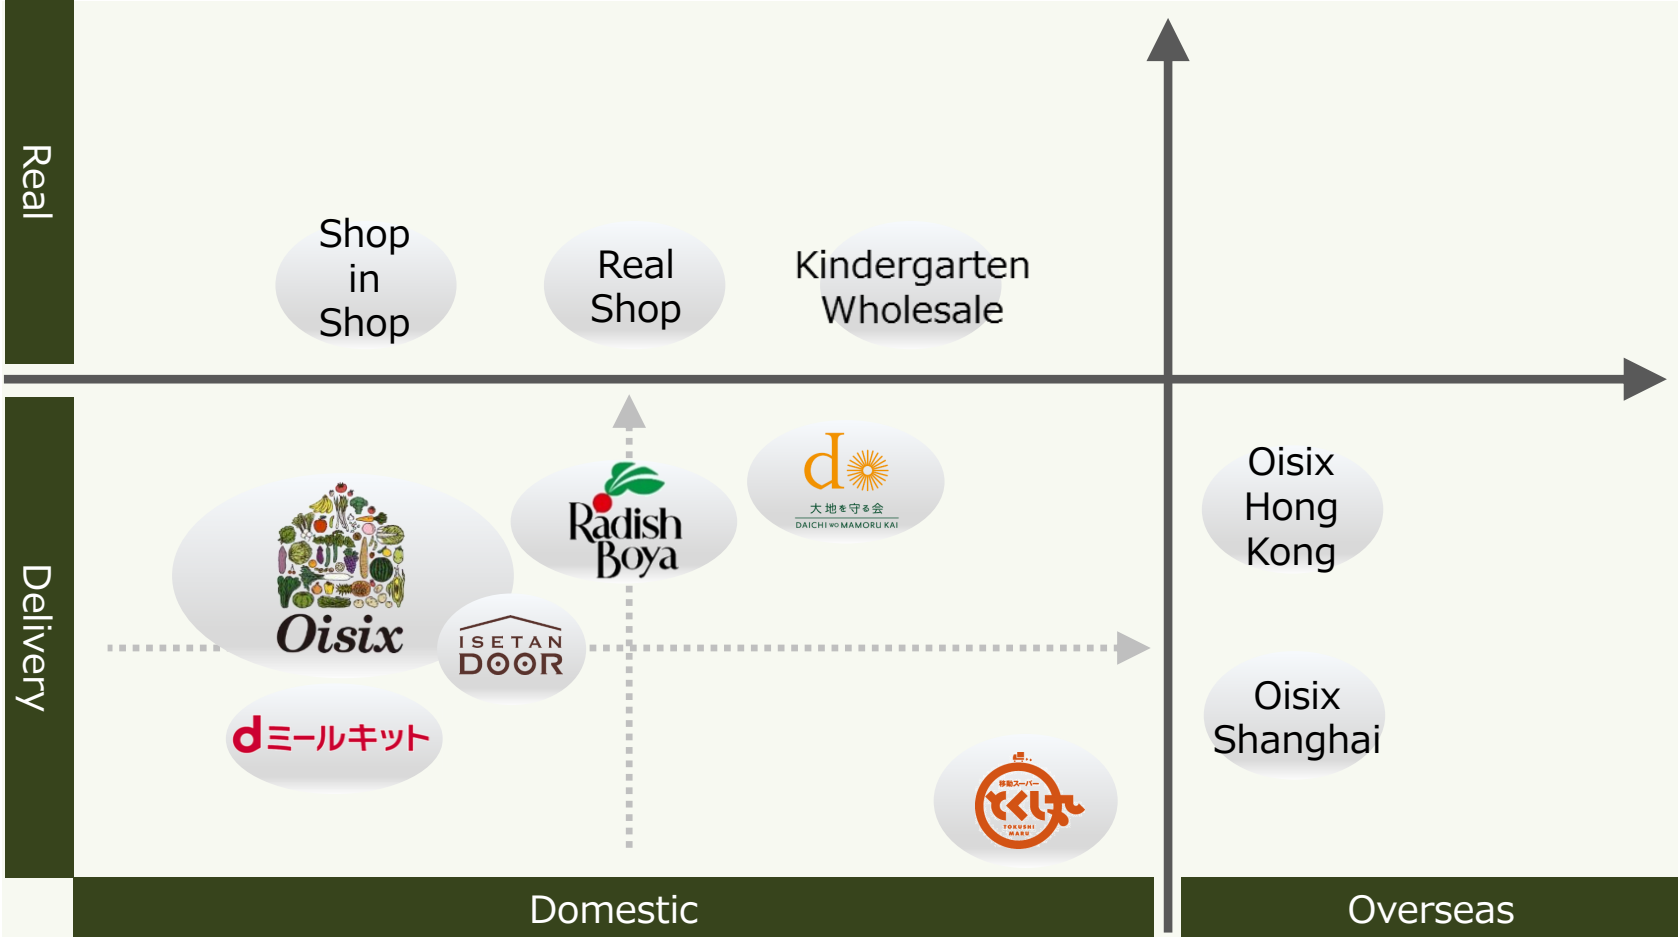 Real
Shop
in
Shop
Real
Shop
Kindergarten
Wholesale
Delivery
Oisix
Radish
Boya
do
大地を守る会
DAICHI WO MAMORU KAI
ISETAN
DOOR
dミールキット
移動スーパー
とくし丸
TOKUSHI
MARU
Oisix
Hong
Kong
Oisix
Shanghai
Domestic
Overseas